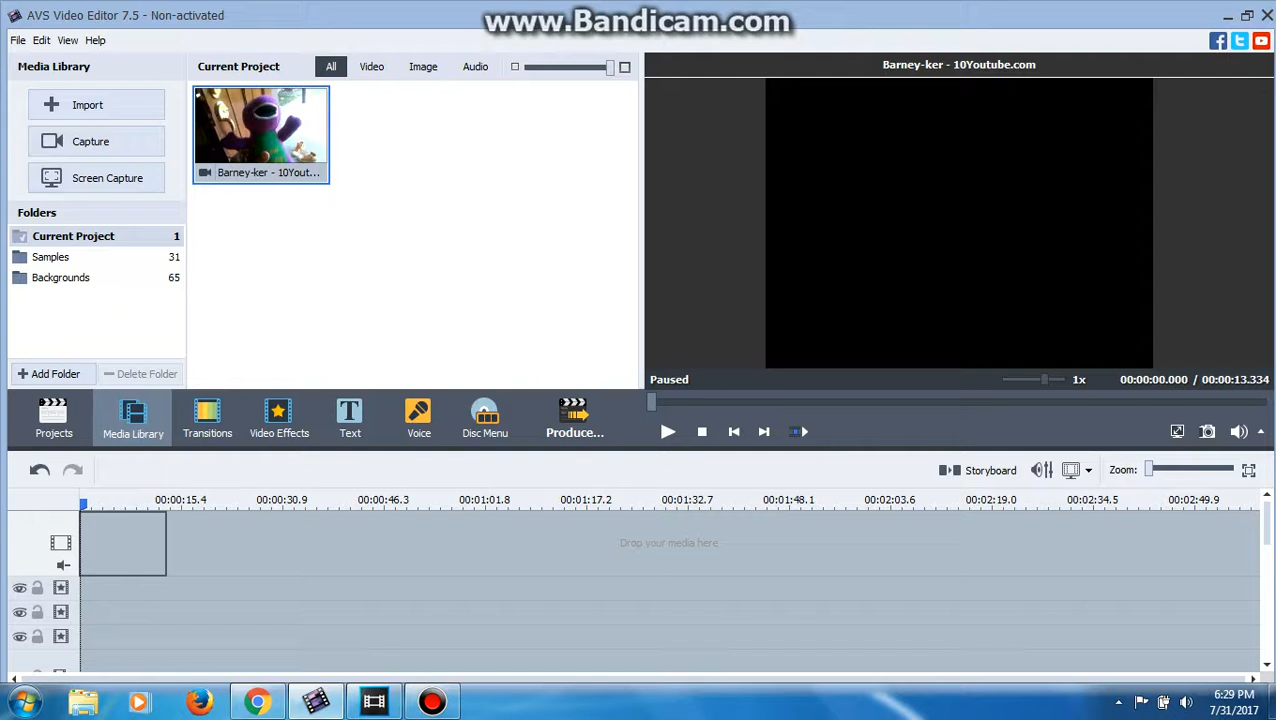 AVS Video Editor 7.5 - Non-activated
www.Bandicam.com
File Edit View Help
Media Library
Current Project All Video Image Audio
Barney-ker - 10Youtube.com
Import
Capture
Screen Capture
Barney-ker - 10Yout...
Folders
Current Project 1
Samples 31
Backgrounds 65
Add Folder Delete Folder
Paused 1x 00:00:00.000 / 00:00:13.334
Projects Media Library Transitions Video Effects Text Voice Disc Menu Produce...
Storyboard Zoom:
00:00:15.4 00:00:30.9 00:00:46.3 00:01:01.8 00:01:17.2 00:01:32.7 00:01:48.1 00:02:03.6 00:02:19.0 00:02:34.5 00:02:49.9
Drop your media here
6:29 PM
7/31/2017